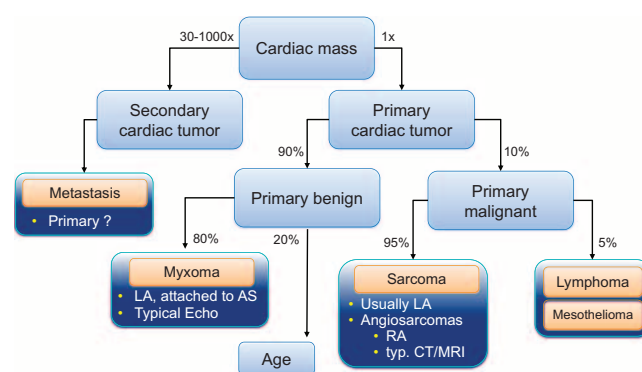 30-1000x
Cardiac mass
1x
Secondary
cardiac tumor
Primary
cardiac tumor
90%
10%
Metastasis
• Primary ?
Primary benign
Primary
malignant
80%
20%
95%
5%
Myxoma
• LA, attached to AS
• Typical Echo
Sarcoma
• Usually LA
• Angiosarcomas
• RA
• typ. CT/MRI
Lymphoma
Mesothelioma
Age